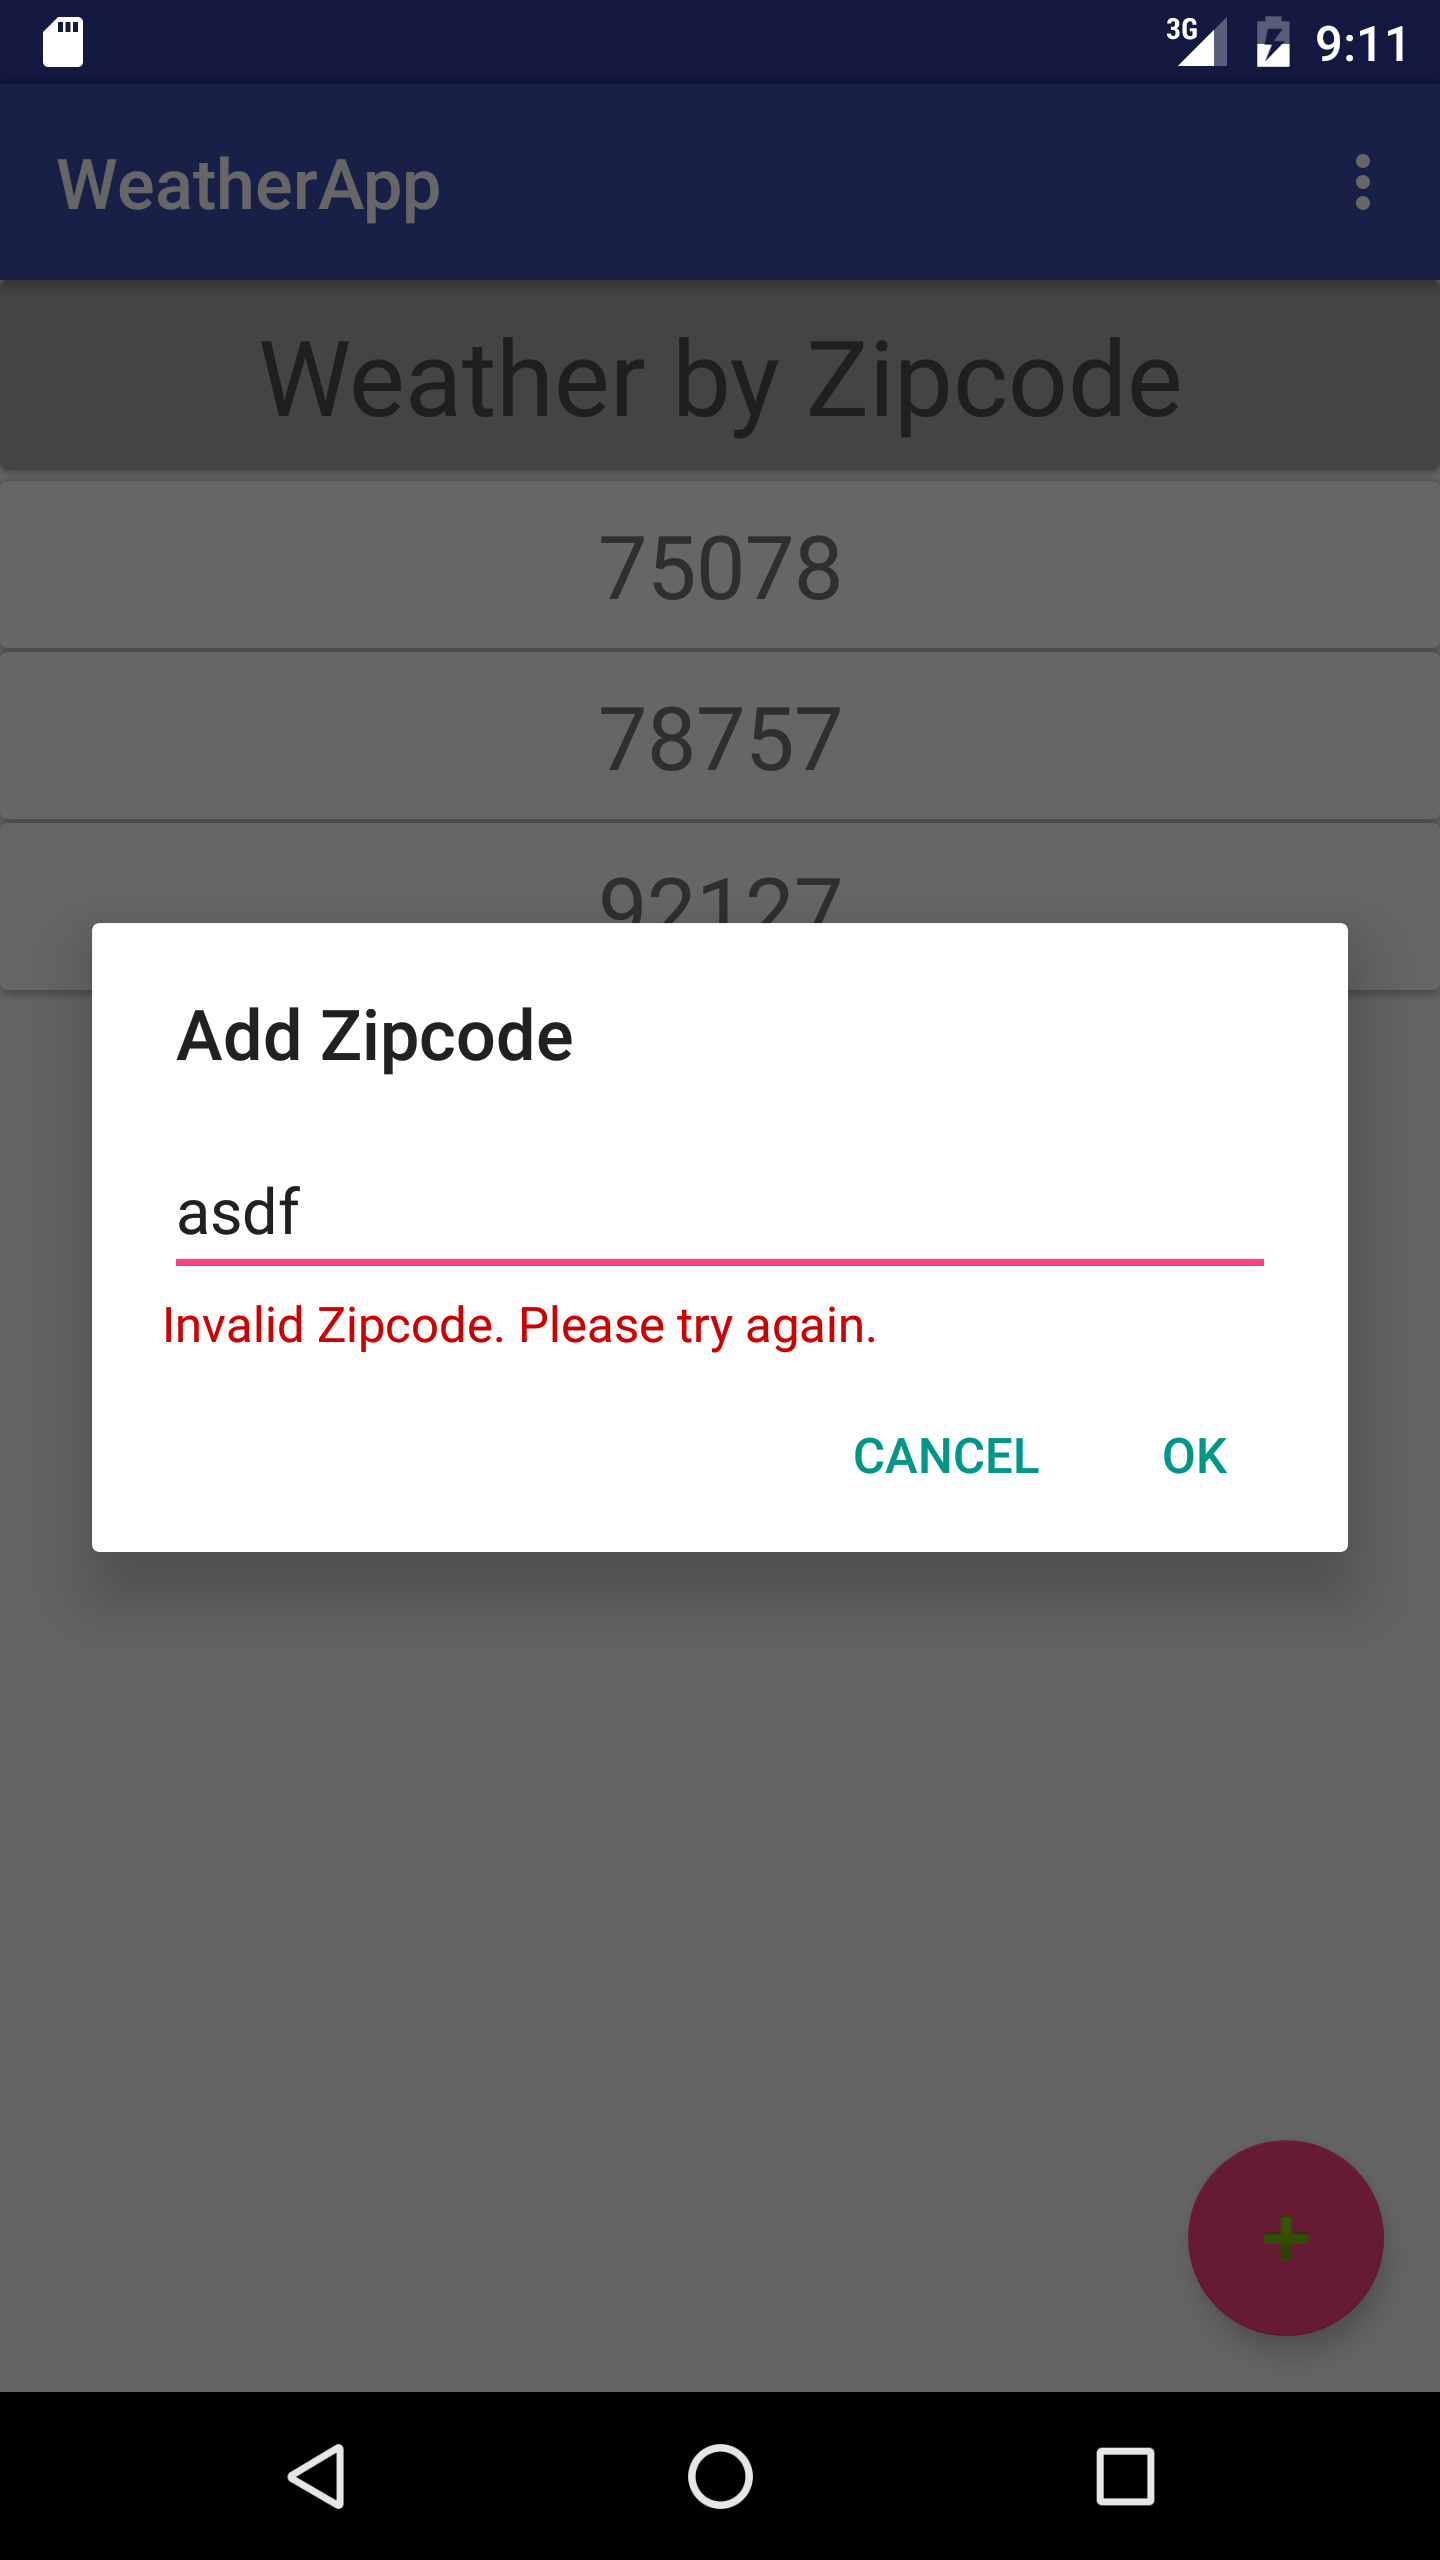 3G 9:11
WeatherApp
Weather by Zipcode
75078
78757
92127
Add Zipcode
asdf
Invalid Zipcode. Please try again.
CANCEL OK